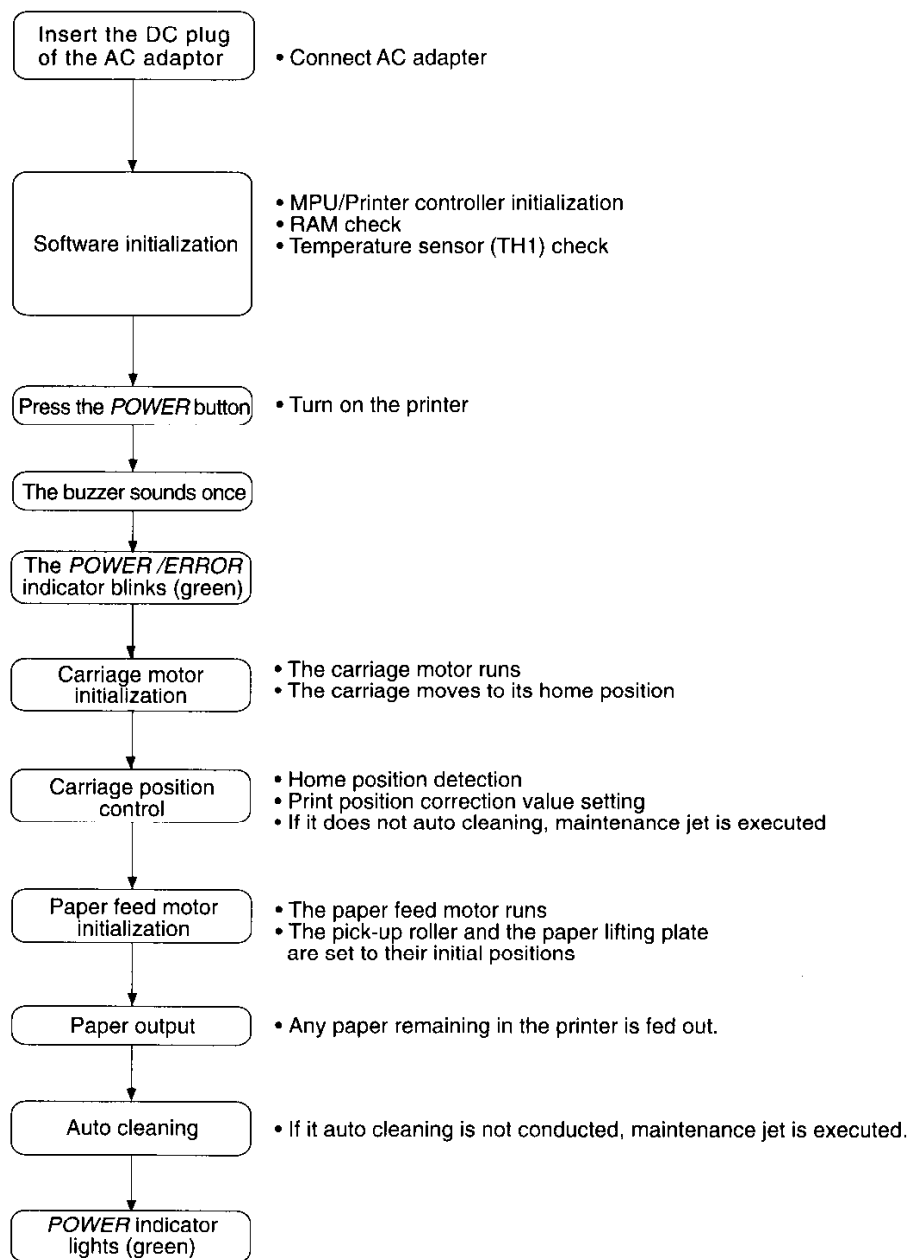 Insert the DC plug
of the AC adaptor
• Connect AC adapter
Software initialization
• MPU/Printer controller initialization
• RAM check
• Temperature sensor (TH1) check
Press the POWER button
• Turn on the printer
The buzzer sounds once
The POWER /ERROR
indicator blinks (green)
Carriage motor
initialization
• The carriage motor runs
• The carriage moves to its home position
Carriage position
control
• Home position detection
• Print position correction value setting
• If it does not auto cleaning, maintenance jet is executed
Paper feed motor
initialization
• The paper feed motor runs
• The pick-up roller and the paper lifting plate
are set to their initial positions
Paper output
• Any paper remaining in the printer is fed out.
Auto cleaning
• If it auto cleaning is not conducted, maintenance jet is executed.
POWER indicator
lights (green)